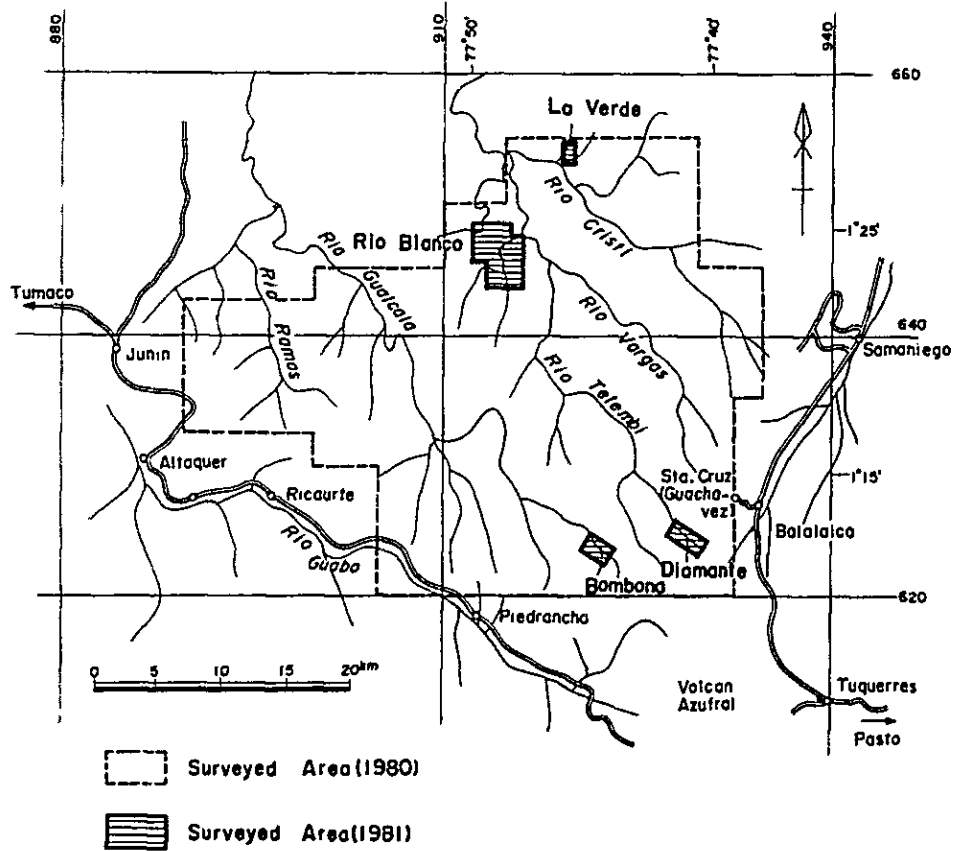 880
910
77°50'
77°40'
940
660
La Verde
Rio
Cristl
1°25'
Rio Blanco
Rio
Gualcala
Rio
Ramos
Tumaco
Junin
640
Samaniego
Rio
Vargas
Rio
Telembl
Altaquer
Ricaurte
Rio
Guabo
Sta. Cruz
(Guacha-
vez)
1°15'
Balalaica
Diamante
Bombona
620
Piedrancha
0 5 10 15 20km
Volcan
Azufral
Tuquerres
Pasto
Surveyed Area (1980)
Surveyed Area (1981)